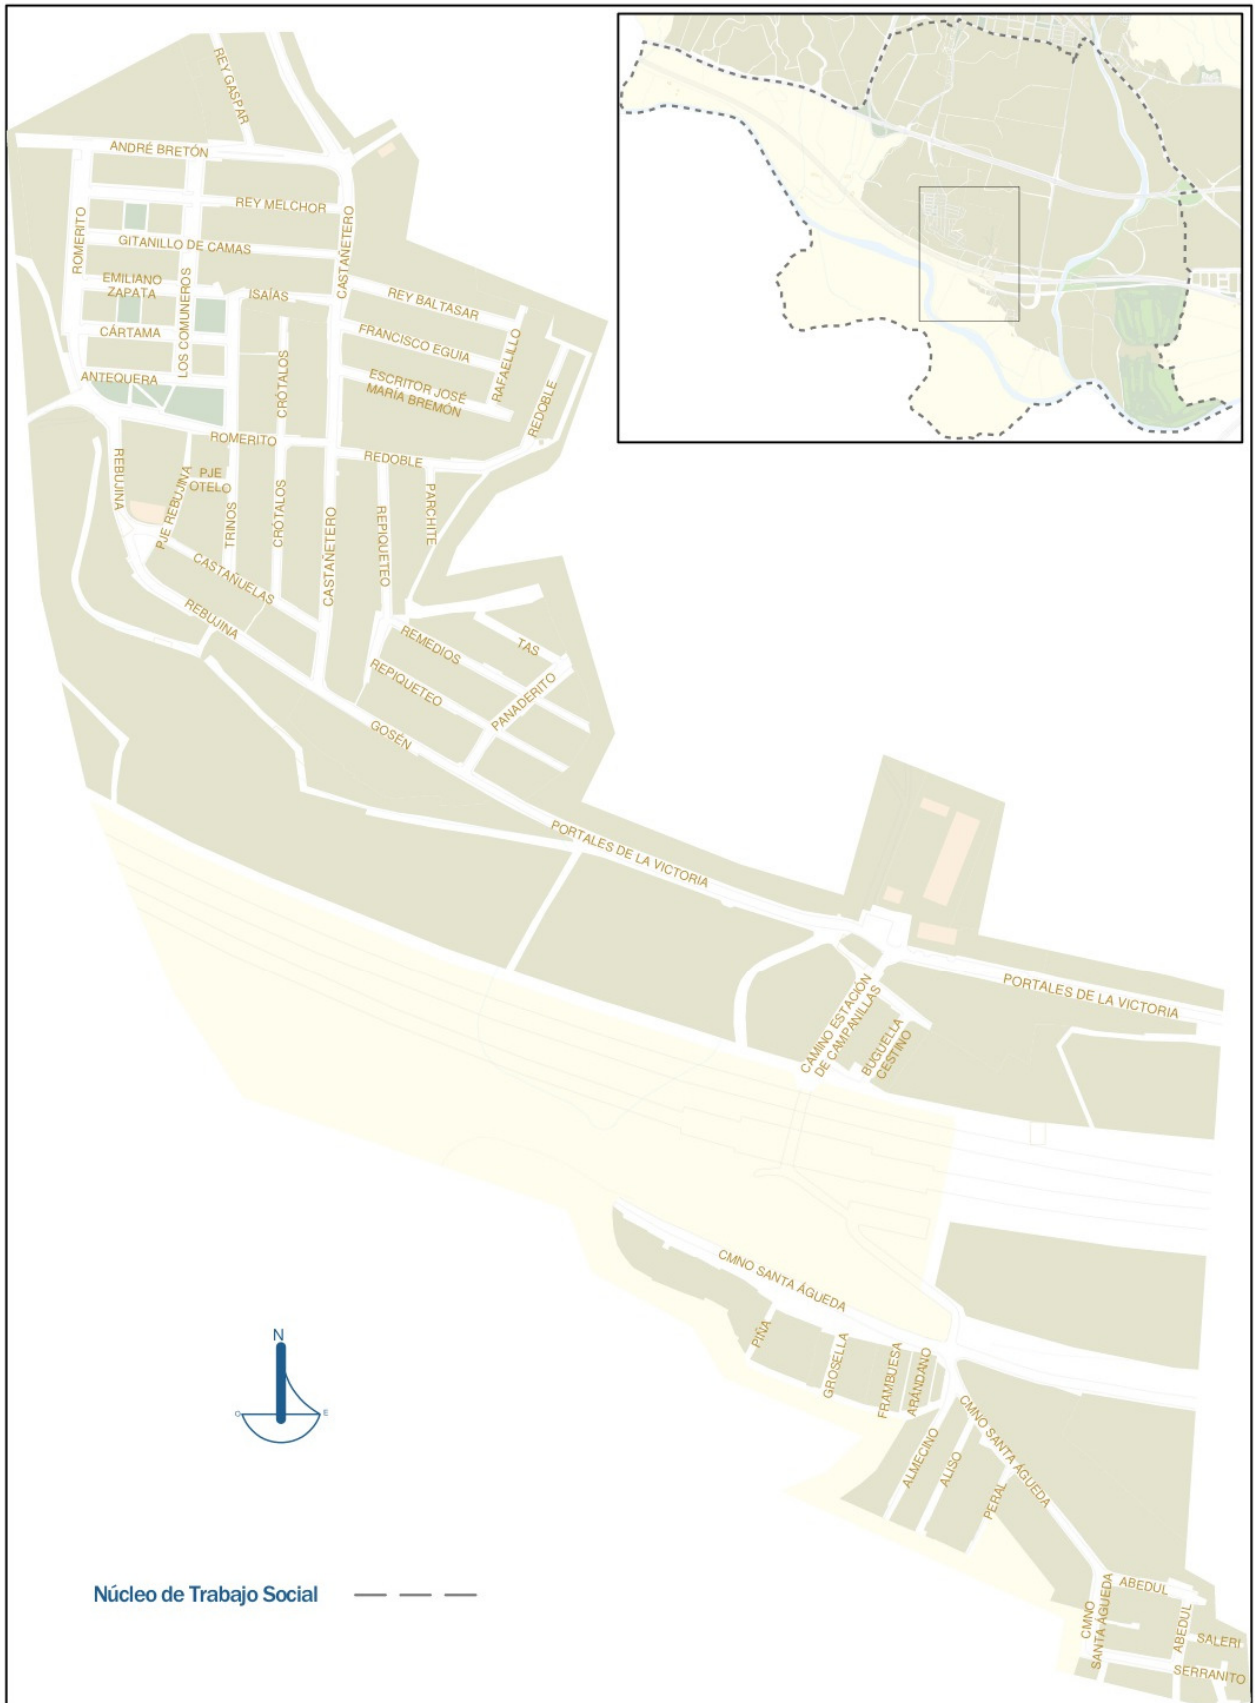 REY GASPAR
ANDRÉ BRETÓN
REY MELCHOR
ROMERITO
GITANILLO DE CAMAS
CASTAÑETERO
EMILIANO
ZAPATA
LOS COMUNEROS
ISAÍAS
REY BALTASAR
CÁRTAMA
FRANCISCO EGUIA
RAFAELILLO
ANTEQUERA
CRÓTALOS
ESCRITOR JOSÉ
MARÍA BREMÓN
REDOBLE
ROMERITO
REDOBLE
REBUJINA
PJE REBUJINA
PJE
OTELO
TRINOS
CRÓTALOS
CASTAÑETERO
REPIQUETEO
PARCHITE
CASTAÑUELAS
REBUJINA
REMEDIOS
TAS
REPIQUETEO
PANADERITO
GOSÉN
PORTALES DE LA VICTORIA
PORTALES DE LA VICTORIA
CAMINO ESTACIÓN
DE CAMPANILLAS
BUGUELLA
CESTINO
CMNO SANTA ÁGUEDA
PIÑA
GROSELLA
FRAMBUESA
ARÁNDANO
CMNO SANTA ÁGUEDA
ALMECINO
ALISO
PERAL
N
O
E
Núcleo de Trabajo Social
ABEDUL
CMNO
SANTA ÁGUEDA
ABEDUL
SALERI
SERRANITO